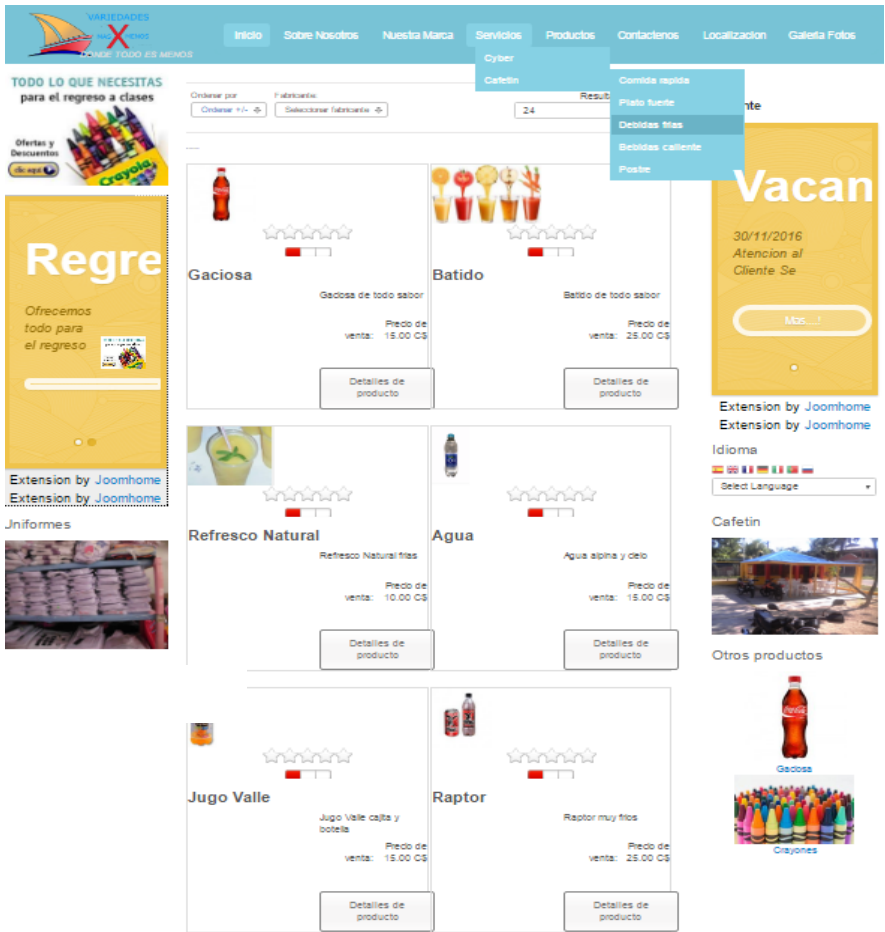 VARIEDADES
MAS X MENOS
DONDE TODO ES MENOS
Inicio
Sobre Nosotros
Nuestra Marca
Servicios
Productos
Contactenos
Localizacion
Galeria Fotos
Cyber
Cafetin
Comida rapida
Plato fuerte
Debidas frias
Bebidas caliente
Postre
TODO LO QUE NECESITAS
para el regreso a clases
Ofertas y
Descuentos
clic aqui
Crayola
Regre
Ofrecemos
todo para
el regreso
Extension by Joomhome
Extension by Joomhome
Uniformes
Ordenar por
Ordenar +/-
Fabricante:
Seleccionar fabricante
Result
24
Gaciosa
Gaciosa de todo sabor
Precio de
venta: 15.00 C$
Detalles de
producto
Batido
Batido de todo sabor
Precio de
venta: 25.00 C$
Detalles de
producto
Refresco Natural
Refresco Natural frias
Precio de
venta: 10.00 C$
Detalles de
producto
Agua
Agua alpina y cielo
Precio de
venta: 15.00 C$
Detalles de
producto
Jugo Valle
Jugo Valle cajita y
botella
Precio de
venta: 15.00 C$
Detalles de
producto
Raptor
Raptor muy frios
Precio de
venta: 25.00 C$
Detalles de
producto
nte
Vacan
30/11/2016
Atencion al
Cliente Se
Mas...!
Extension by Joomhome
Extension by Joomhome
Idioma
Select Language
Cafetin
Otros productos
Gaciosa
Crayones